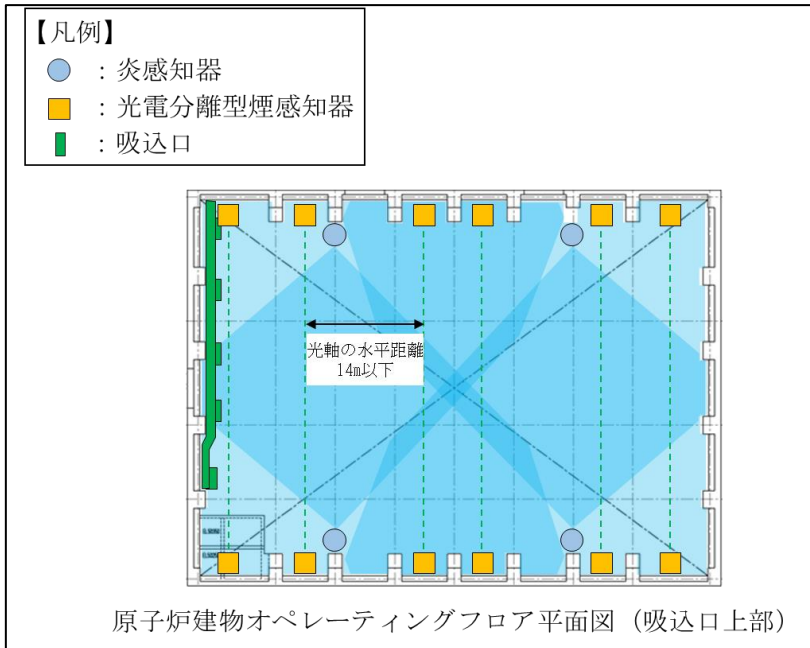 【凡例】
：炎感知器
：光電分離型煙感知器
：吸込口
光軸の水平距離
14m以下
原子炉建物オペレーティングフロア平面図（吸込口上部）